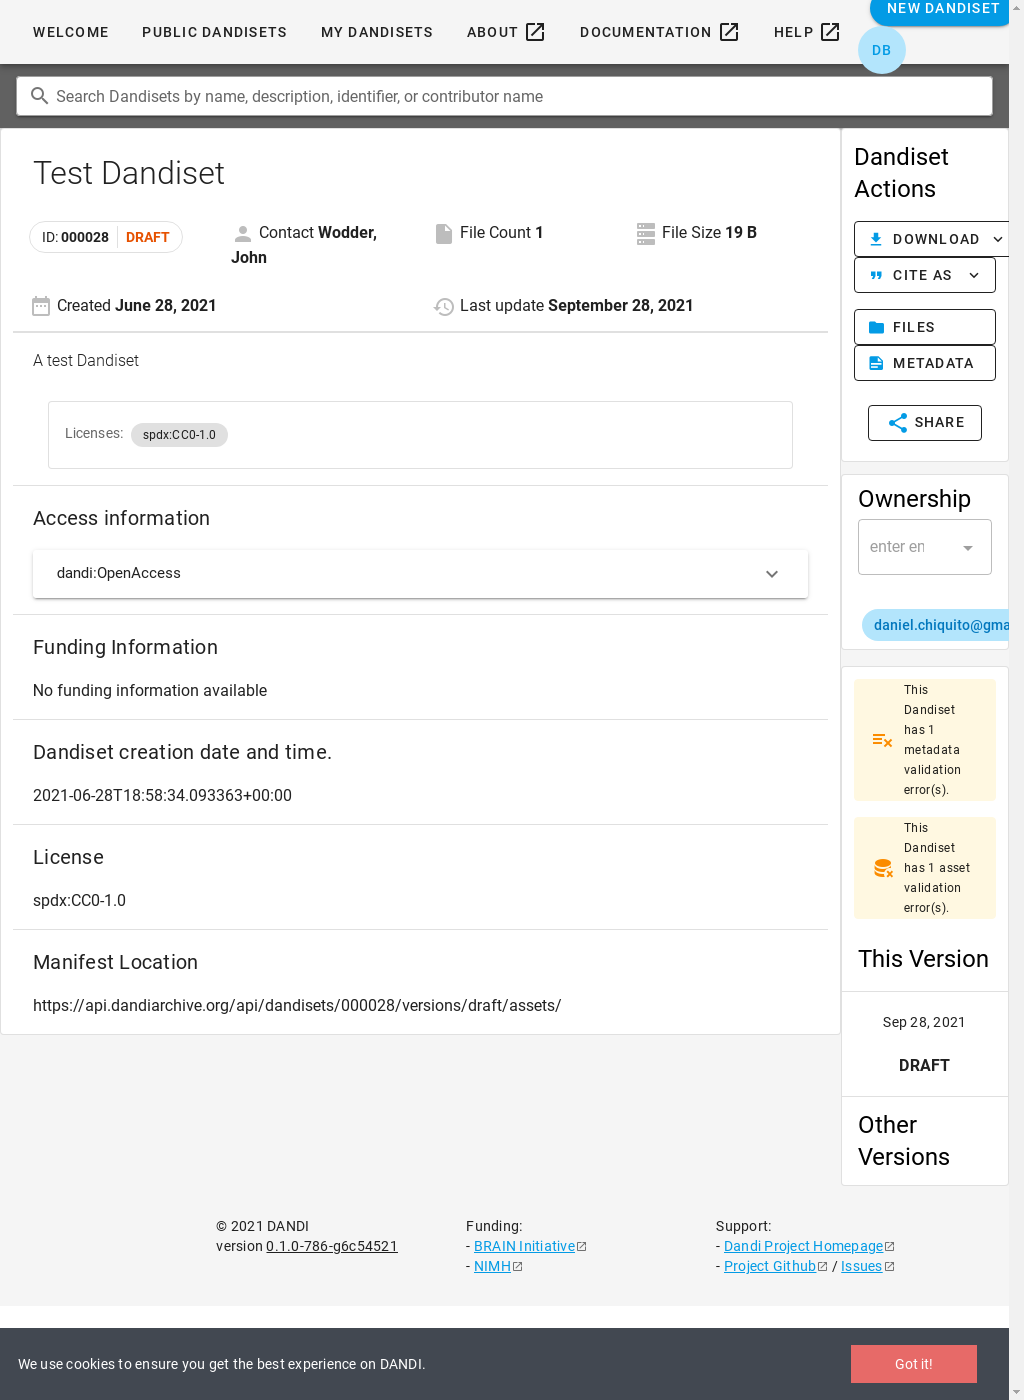 WELCOME PUBLIC DANDISETS MY DANDISETS ABOUT DOCUMENTATION HELP NEW DANDISET
DB
Search Dandisets by name, description, identifier, or contributor name
Test Dandiset
ID: 000028 DRAFT
Contact Wodder,
John
File Count 1
File Size 19 B
Created June 28, 2021
Last update September 28, 2021
A test Dandiset
Licenses: spdx:CC0-1.0
Access information
dandi:OpenAccess
Funding Information
No funding information available
Dandiset creation date and time.
2021-06-28T18:58:34.093363+00:00
License
spdx:CC0-1.0
Manifest Location
https://api.dandiarchive.org/api/dandisets/000028/versions/draft/assets/
Dandiset
Actions
DOWNLOAD
CITE AS
FILES
METADATA
SHARE
Ownership
enter en
daniel.chiquito@gma
This
Dandiset
has 1
metadata
validation
error(s).
This
Dandiset
has 1 asset
validation
error(s).
This Version
Sep 28, 2021
DRAFT
Other
Versions
© 2021 DANDI
version 0.1.0-786-g6c54521
Funding:
- BRAIN Initiative
- NIMH
Support:
- Dandi Project Homepage
- Project Github / Issues
We use cookies to ensure you get the best experience on DANDI.
Got it!